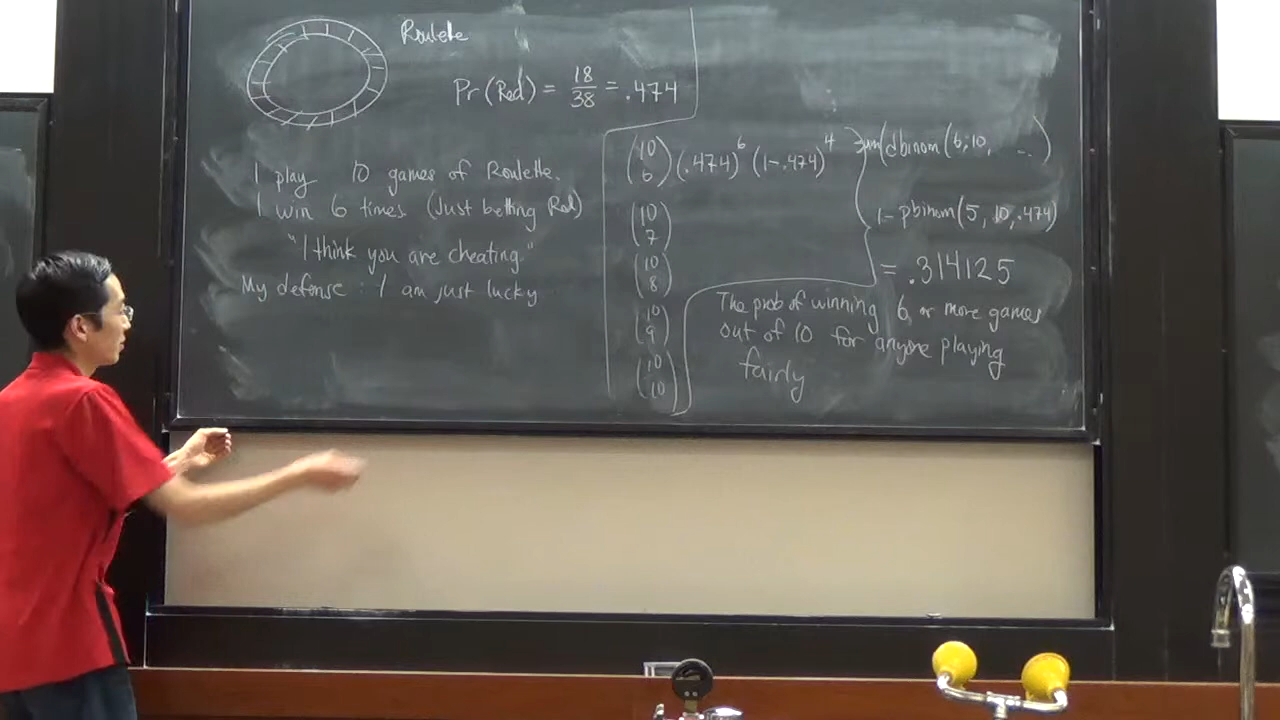 Roulette
Pr(Red) = 18/38 = .474
I play 10 games of Roulette.
I win 6 times (Just betting Red)
"I think you are cheating."
My defense: I am just lucky
(10 6)(.474)^6 (1-.474)^4
(10 7)
(10 8)
(10 9)
(10 10)
sum(dbinom(6:10, ...)
1-pbinom(5, 10, .474)
= .314125
The prob of winning 6 or more games
out of 10 for anyone playing
fairly